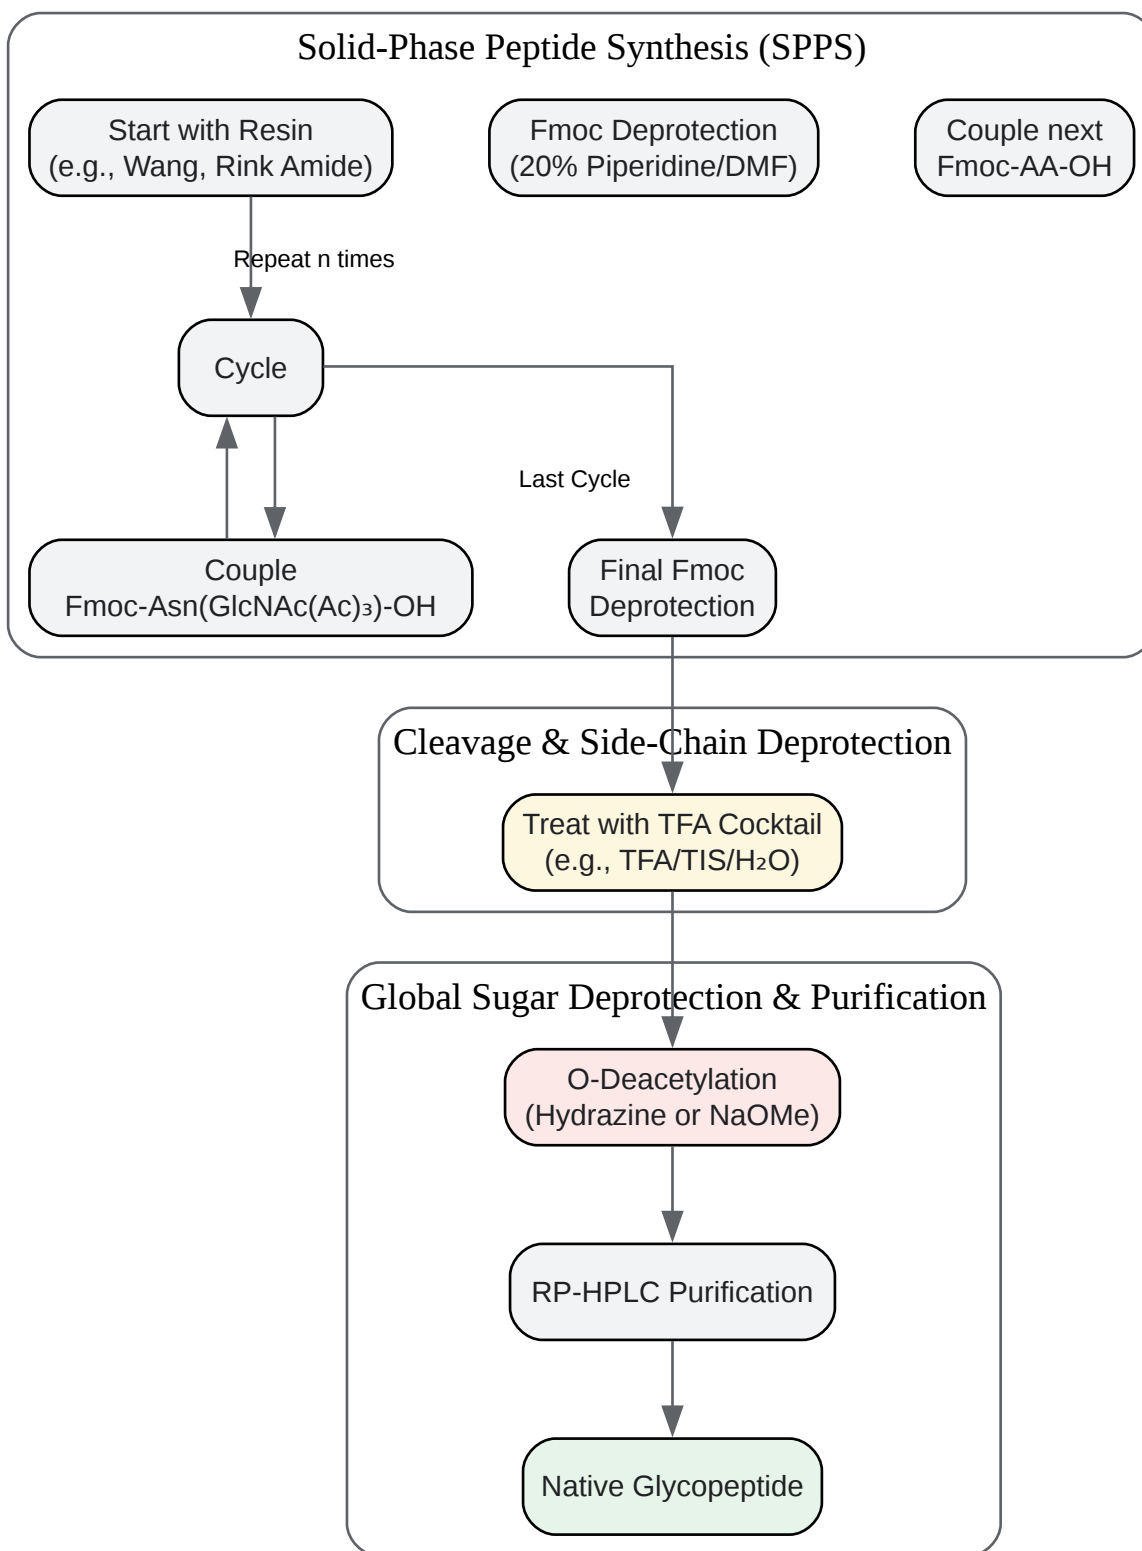 Solid-Phase Peptide Synthesis (SPPS)
Start with Resin
(e.g., Wang, Rink Amide)
Fmoc Deprotection
(20% Piperidine/DMF)
Couple next
Fmoc-AA-OH
Repeat n times
Cycle
Last Cycle
Couple
Fmoc-Asn(GlcNAc(Ac)₃)-OH
Final Fmoc
Deprotection
Cleavage & Side-Chain Deprotection
Treat with TFA Cocktail
(e.g., TFA/TIS/H₂O)
Global Sugar Deprotection & Purification
O-Deacetylation
(Hydrazine or NaOMe)
RP-HPLC Purification
Native Glycopeptide